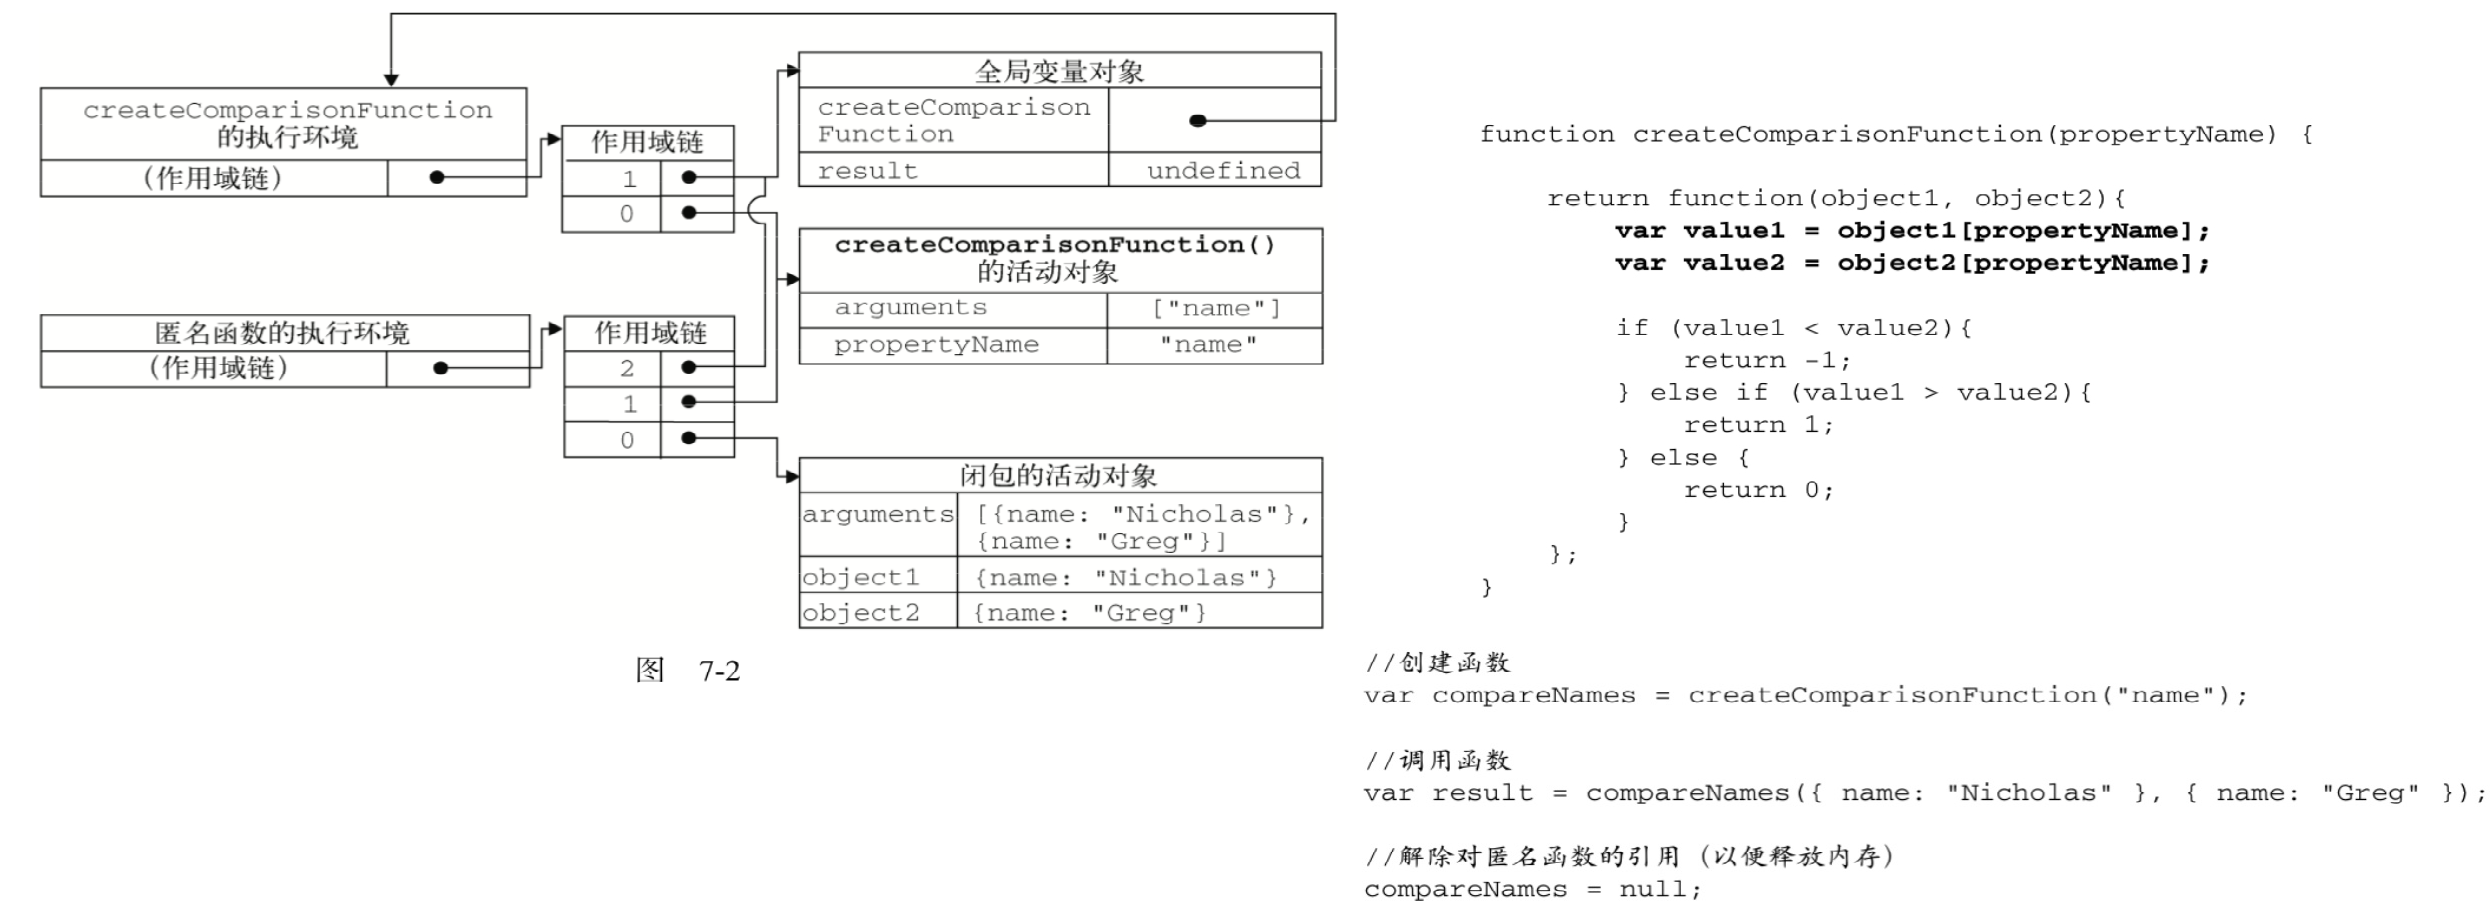 createComparisonFunction
的执行环境
(作用域链)
作用域链
1
0
全局变量对象
createComparison
Function
result undefined
createComparisonFunction()
的活动对象
arguments ["name"]
propertyName "name"
匿名函数的执行环境
(作用域链)
作用域链
2
1
0
闭包的活动对象
arguments [{name: "Nicholas"},
{name: "Greg"}]
object1 {name: "Nicholas"}
object2 {name: "Greg"}
图 7-2
function createComparisonFunction(propertyName) {
return function(object1, object2){
var value1 = object1[propertyName];
var value2 = object2[propertyName];
if (value1 < value2){
return -1;
} else if (value1 > value2){
return 1;
} else {
return 0;
}
};
}
//创建函数
var compareNames = createComparisonFunction("name");
//调用函数
var result = compareNames({ name: "Nicholas" }, { name: "Greg" });
//解除对匿名函数的引用（以便释放内存）
compareNames = null;